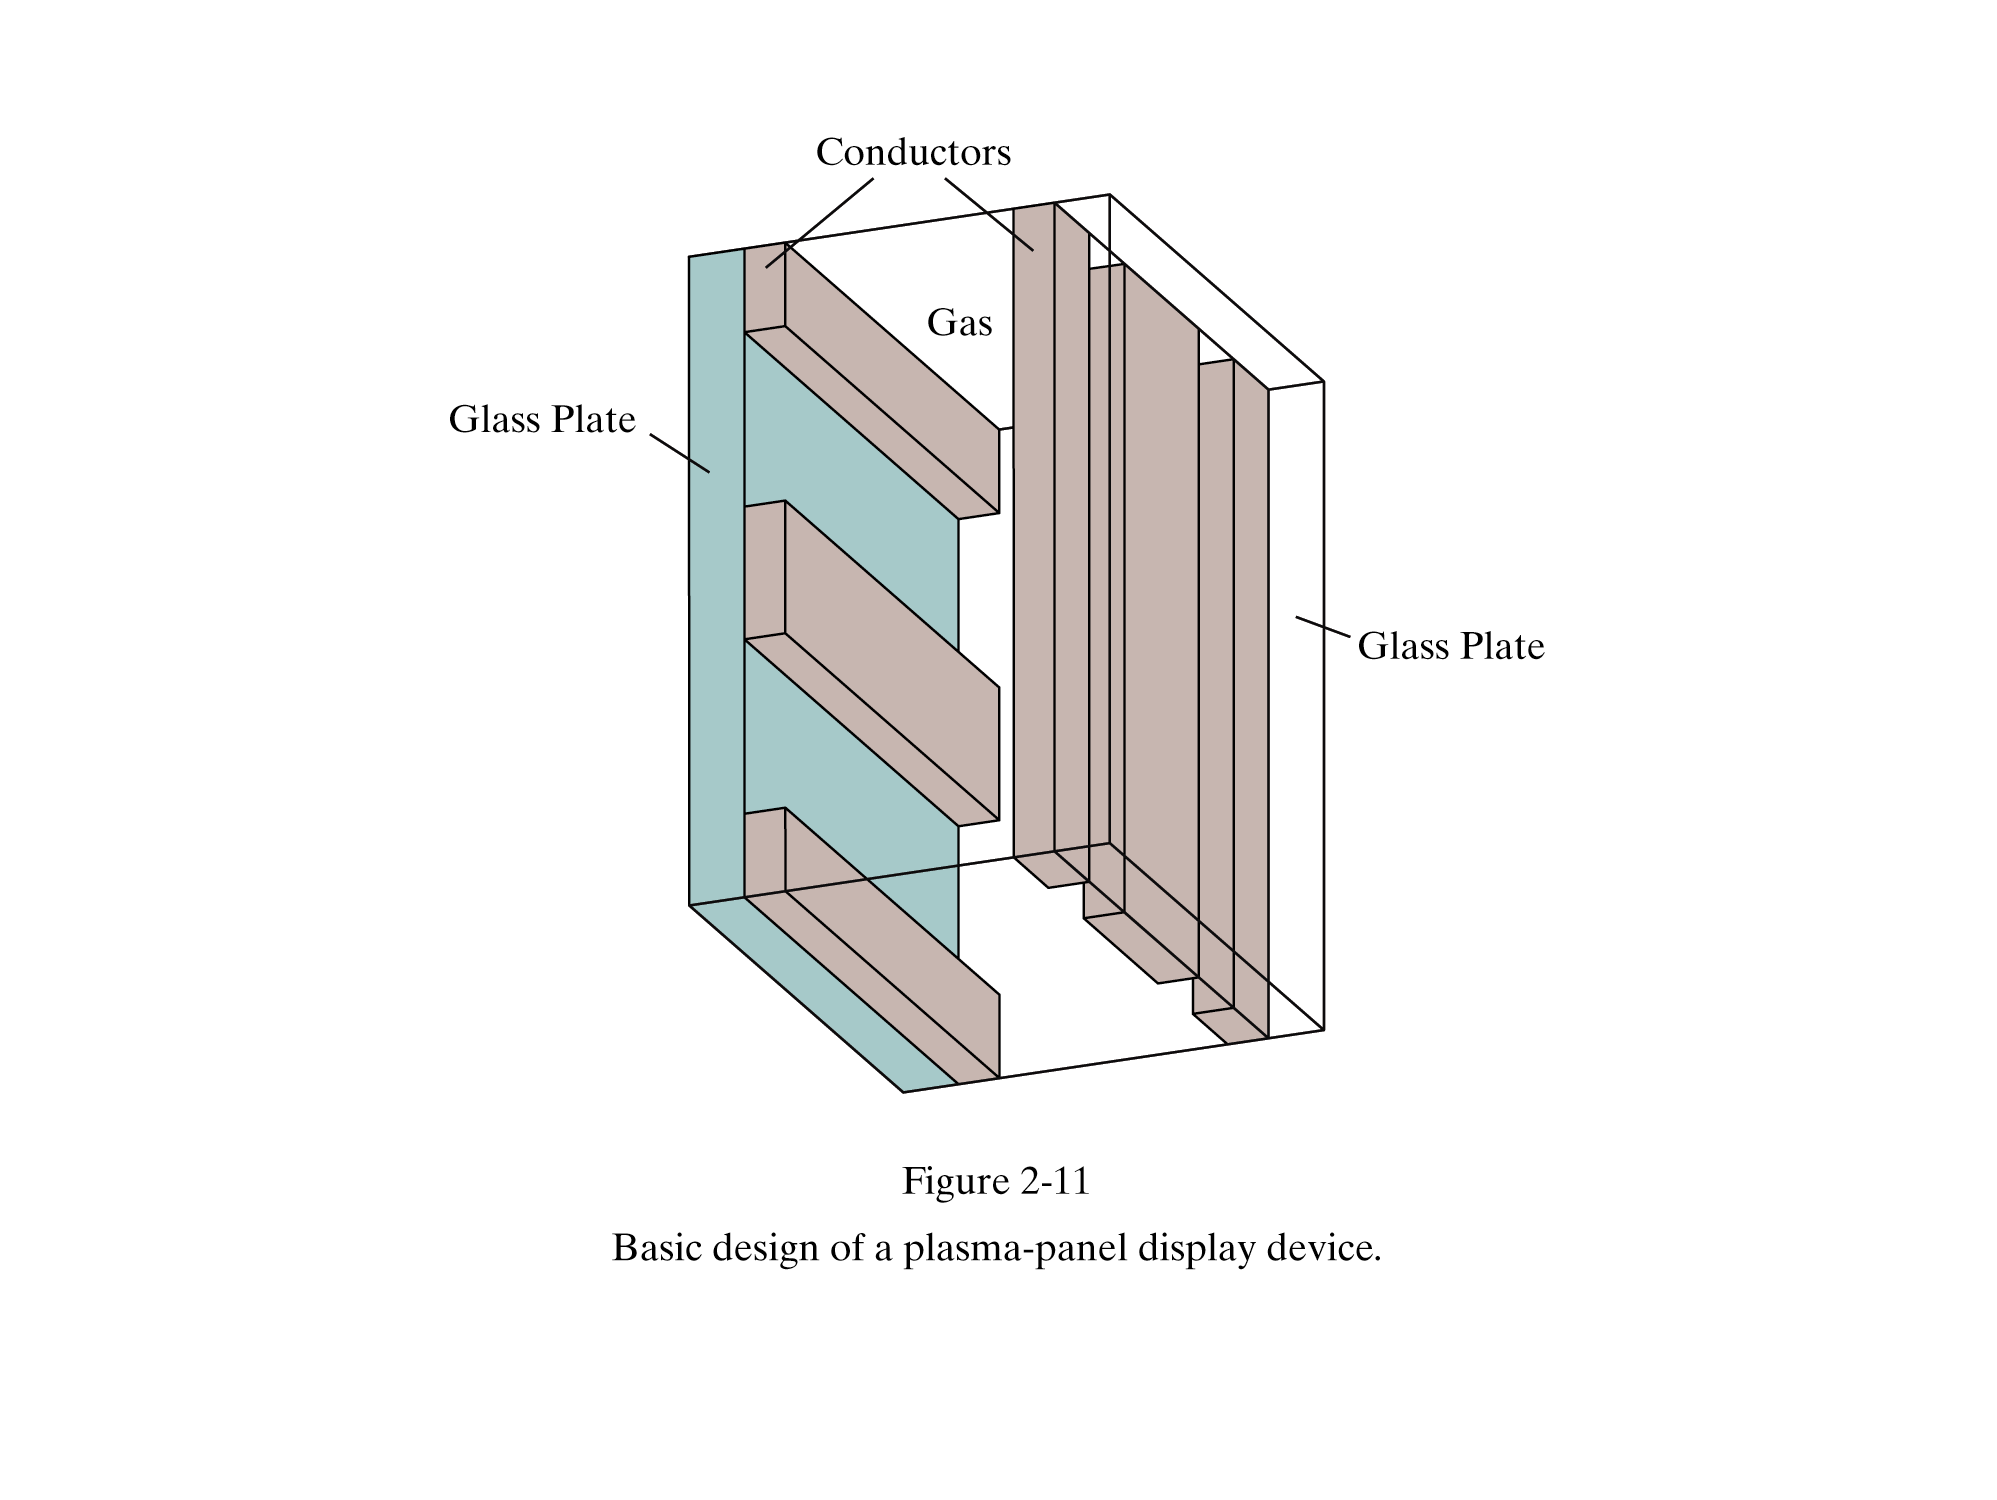 Conductors
Gas
Glass Plate
Glass Plate
Figure 2-11
Basic design of a plasma-panel display device.